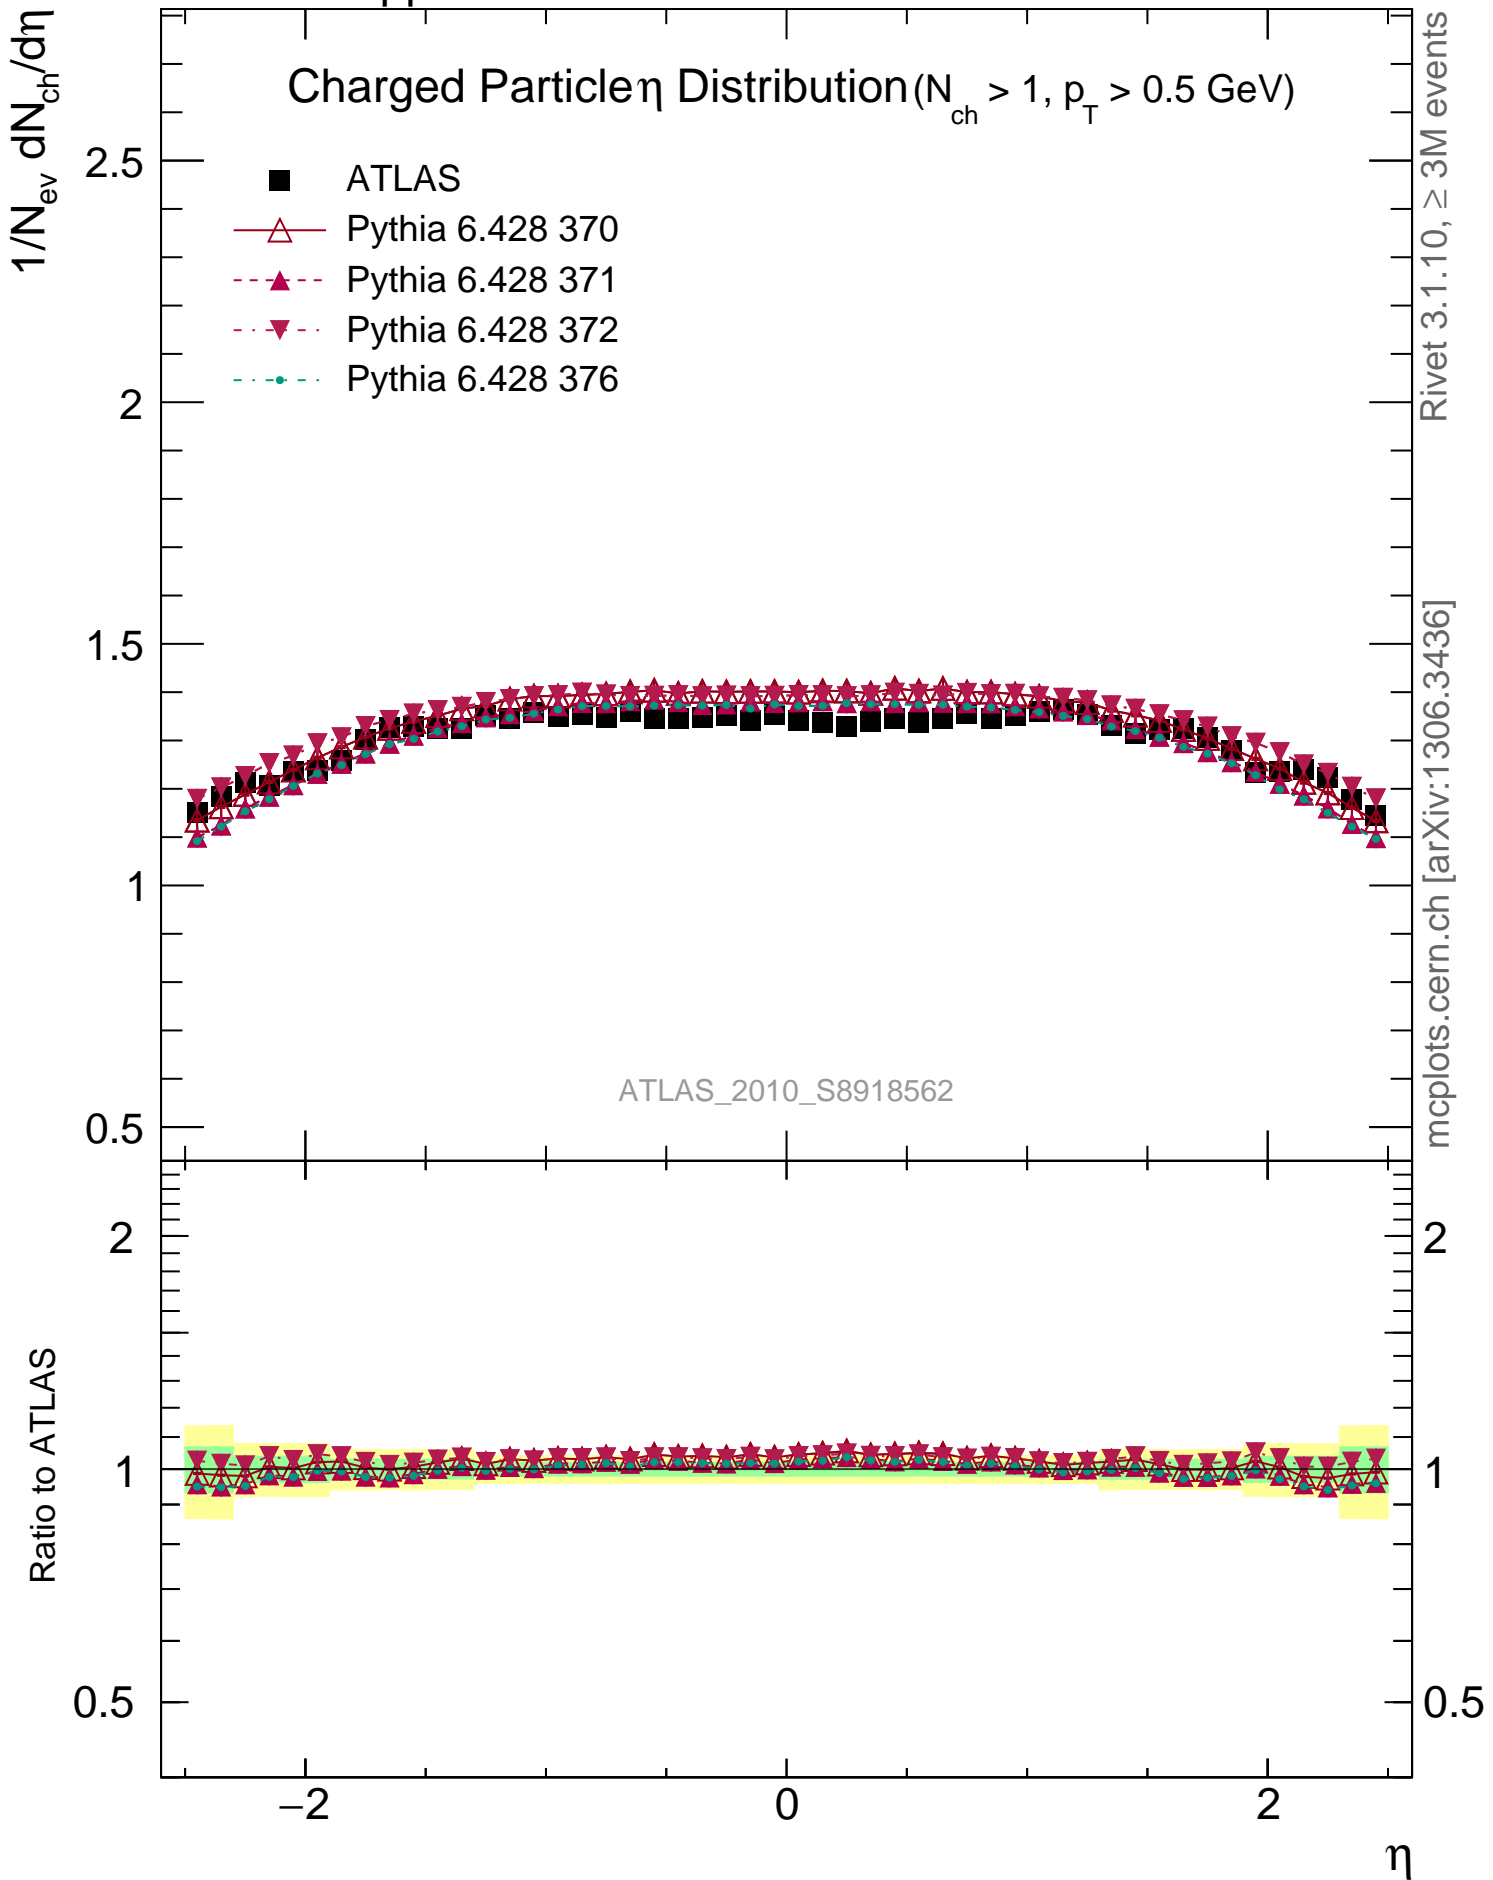 Charged Particle η Distribution (N_ch > 1, p_T > 0.5 GeV)
1/N_ev dN_ch/dη
ATLAS
Pythia 6.428 370
Pythia 6.428 371
Pythia 6.428 372
Pythia 6.428 376
2.5
2
1.5
1
0.5
ATLAS_2010_S8918562
Rivet 3.1.10, ≥ 3M events
mcplots.cern.ch [arXiv:1306.3436]
Ratio to ATLAS
2
1
0.5
2
1
0.5
−2
0
2
η